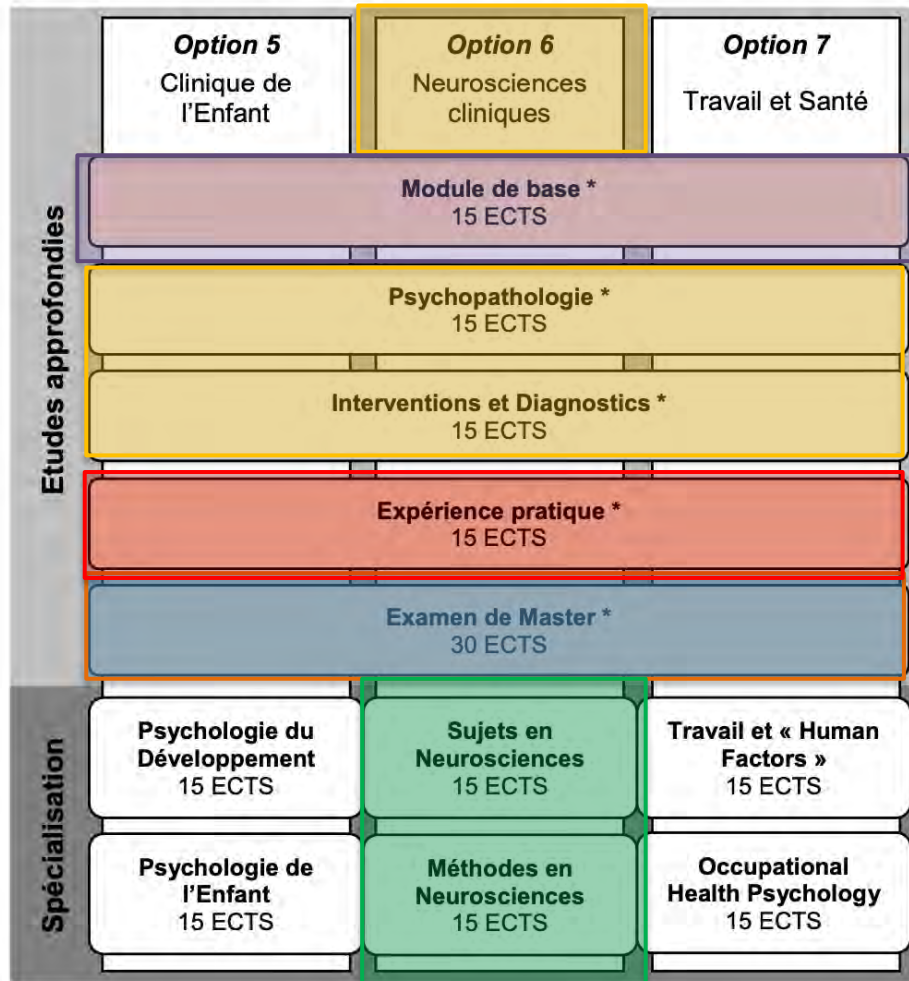 Option 5
Clinique de
l'Enfant
Option 6
Neurosciences
cliniques
Option 7
Travail et Santé
Etudes approfondies
Module de base *
15 ECTS
Psychopathologie *
15 ECTS
Interventions et Diagnostics *
15 ECTS
Expérience pratique *
15 ECTS
Examen de Master *
30 ECTS
Spécialisation
Psychologie du
Développement
15 ECTS
Sujets en
Neurosciences
15 ECTS
Travail et « Human
Factors »
15 ECTS
Psychologie de
l'Enfant
15 ECTS
Méthodes en
Neurosciences
15 ECTS
Occupational
Health Psychology
15 ECTS